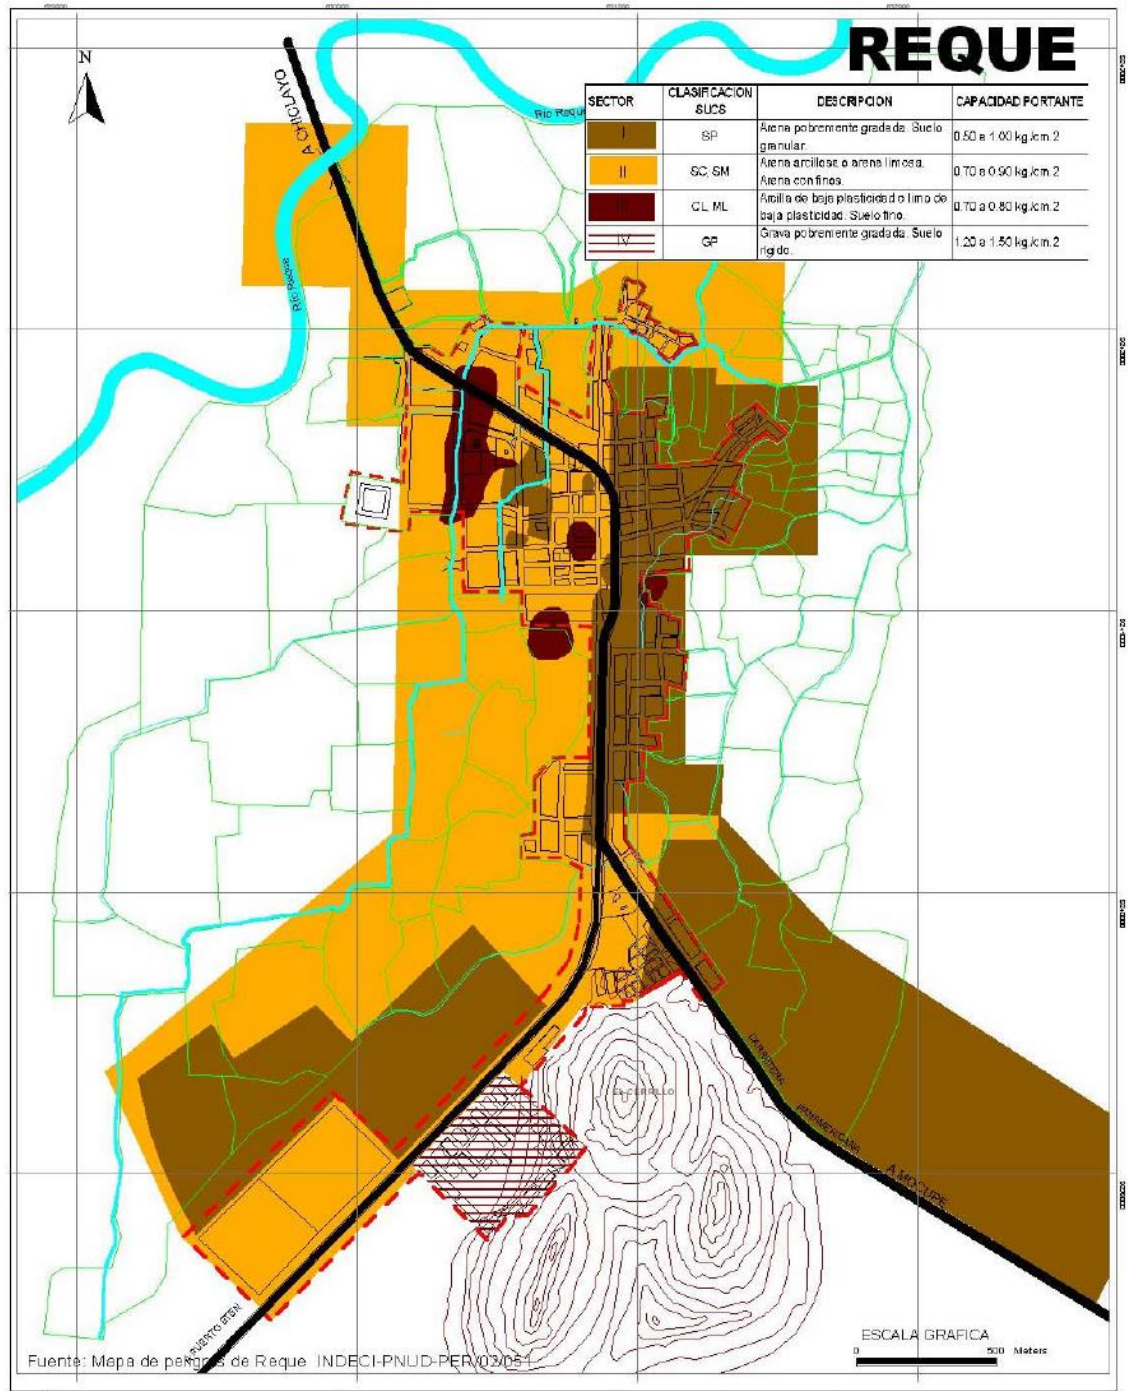 REQUE
N
A CHICLAYO
Rio Reque
Rio Reque
SECTOR CLASIFICACION SUCS DESCRIPCION CAPACIDAD PORTANTE
I SP Arena pobremente gradada. Suelo granular. 0.50 a 1.00 kg/cm.2
II SC, SM Arena arcillosa o arena limosa. Arena con finos. 0.70 a 0.90 kg/cm.2
III CL, ML Arcilla de baja plasticidad o limo de baja plasticidad. Suelo fino. 0.70 a 0.80 kg/cm.2
IV GP Grava pobremente gradada. Suelo rigido. 1.20 a 1.50 kg/cm.2
EL CERRILLO
CARRETERA
PANAMERICANA
A MOCUPE
A PUERTO ETEN
ESCALA GRAFICA
0 500 Meters
Fuente: Mapa de peligros de Reque INDECI-PNUD-PER/02/051